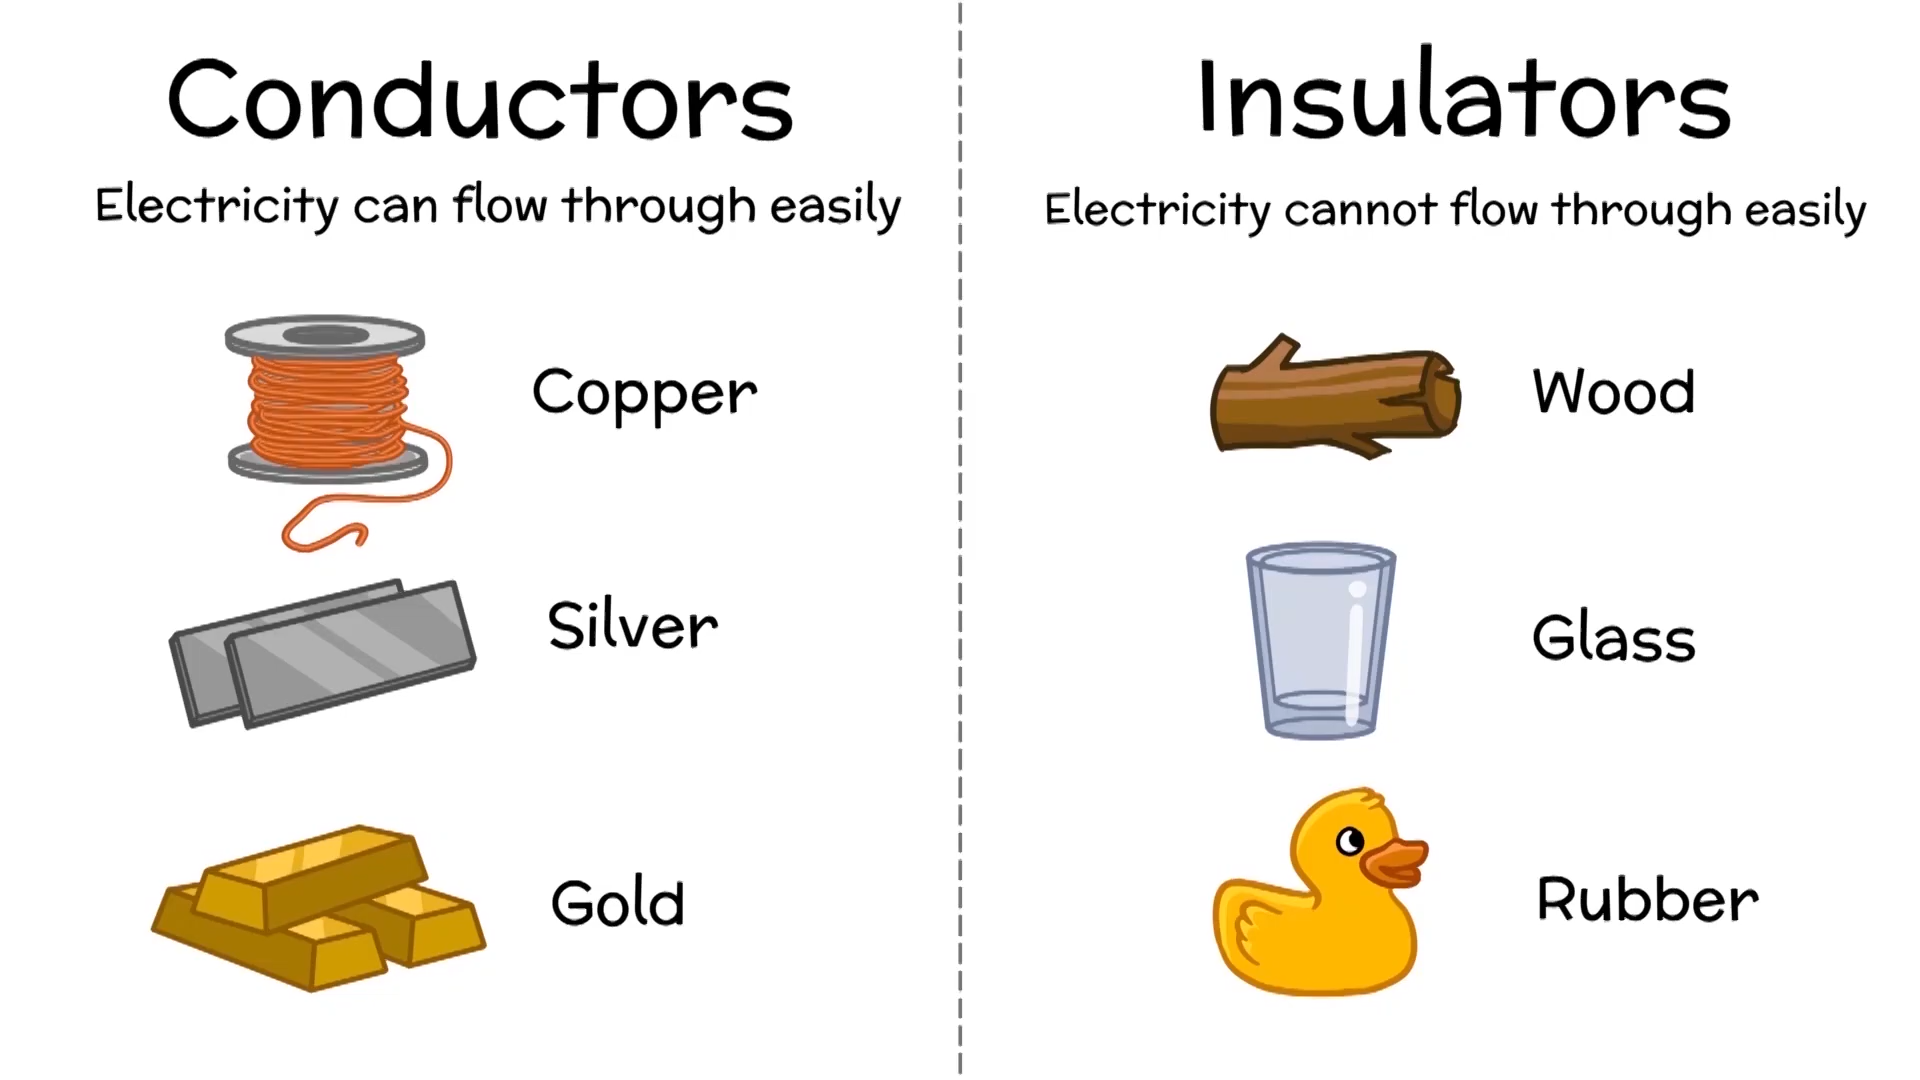 Conductors
Electricity can flow through easily
Copper
Silver
Gold
Insulators
Electricity cannot flow through easily
Wood
Glass
Rubber